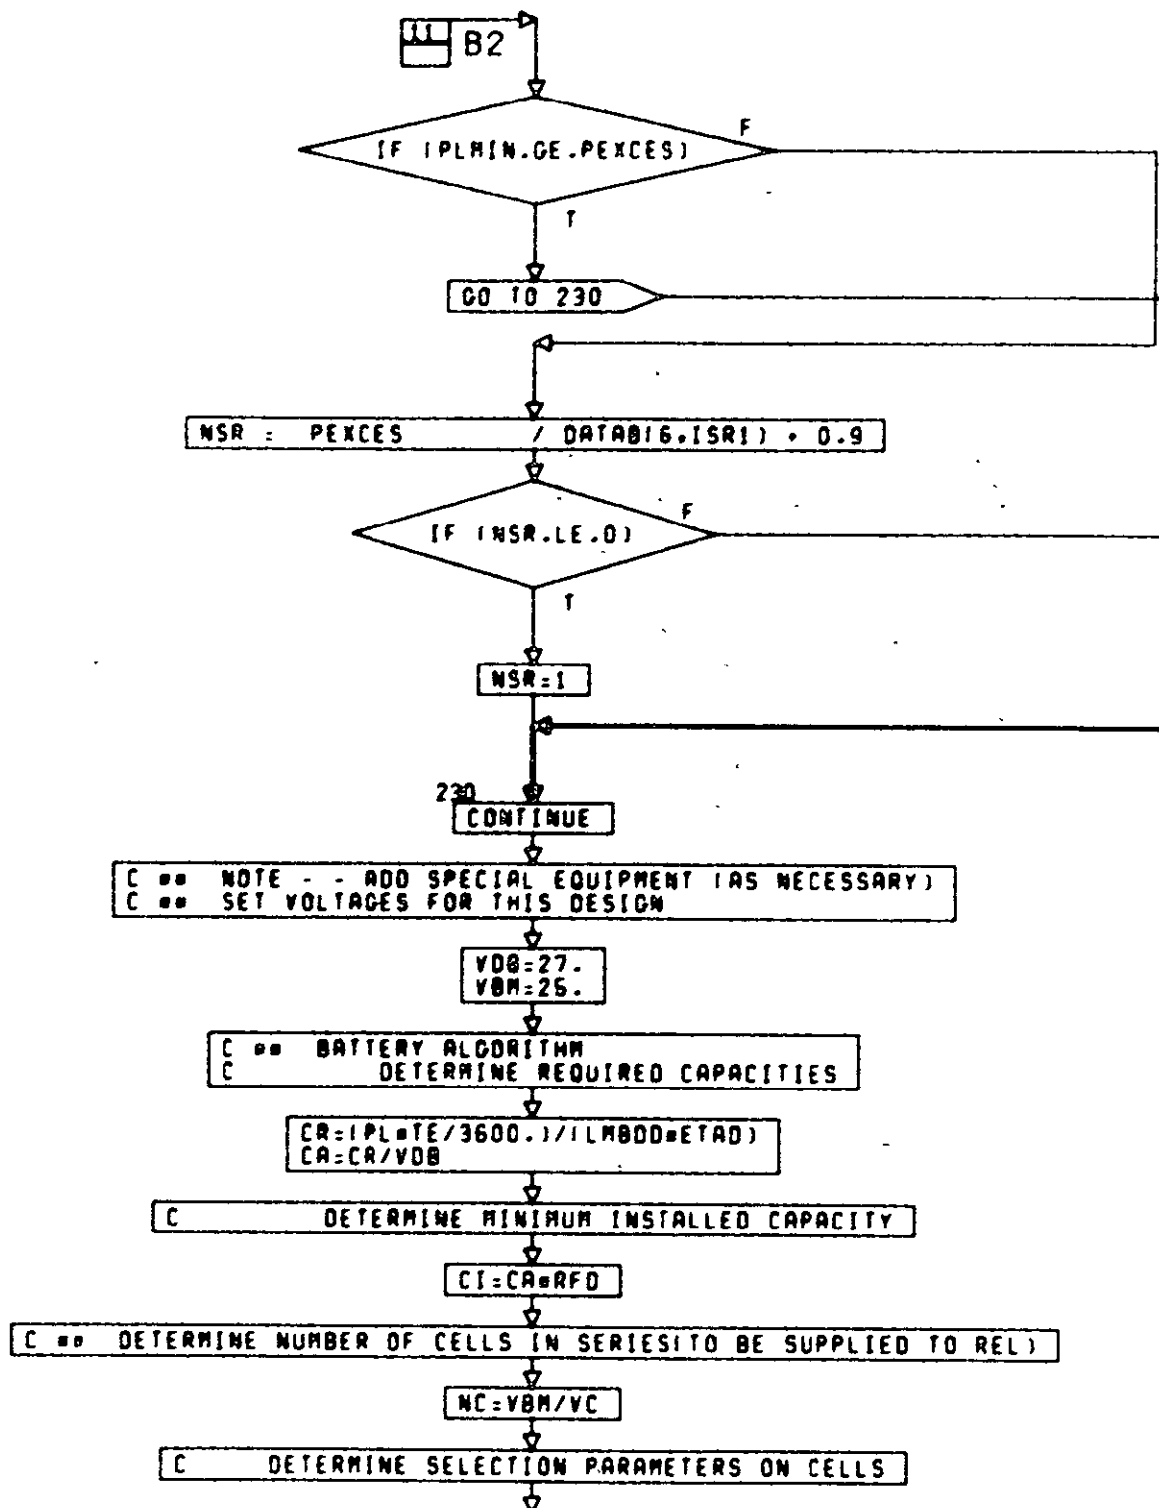 11
B2
IF (PLMIN.GE.PEXCES)
F
T
GO TO 230
NSR = PEXCES / DATAB(6,ISR1) + 0.9
IF (NSR.LE.0)
F
T
NSR=1
230
CONTINUE
C ** NOTE - - ADD SPECIAL EQUIPMENT (AS NECESSARY)
C ** SET VOLTAGES FOR THIS DESIGN
VDB=27.
VBM=25.
C ** BATTERY ALGORITHM
C DETERMINE REQUIRED CAPACITIES
CR=(PL*TE/3600.)/(LMBDD*ETAD)
CA=CR/VDB
C DETERMINE MINIMUM INSTALLED CAPACITY
CI=CA*RFD
C ** DETERMINE NUMBER OF CELLS IN SERIES(TO BE SUPPLIED TO REL)
NC=VBM/VC
C DETERMINE SELECTION PARAMETERS ON CELLS